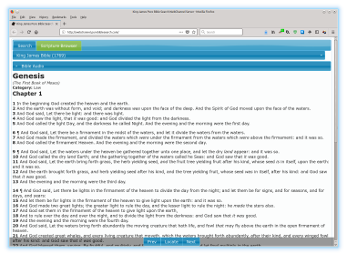 File Edit View History Bookmarks Tools Help
Search
Search Scripture Browser
King James Bible (1769)
Bible Audio
Genesis
(The First Book of Moses)
Category: Law
Chapter 1
1 In the beginning God created the heaven and the earth.
2 And the earth was without form, and void; and darkness was upon the face of the deep. And the Spirit of God moved upon the face of the waters.
3 And God said, Let there be light: and there was light.
4 And God saw the light, that it was good: and God divided the light from the darkness.
5 And God called the light Day, and the darkness he called Night. And the evening and the morning were the first day.
6 ¶ And God said, Let there be a firmament in the midst of the waters, and let it divide the waters from the waters.
7 And God made the firmament, and divided the waters which were under the firmament from the waters which were above the firmament: and it was so.
8 And God called the firmament Heaven. And the evening and the morning were the second day.
9 ¶ And God said, Let the waters under the heaven be gathered together unto one place, and let the dry land appear: and it was so.
10 And God called the dry land Earth; and the gathering together of the waters called he Seas: and God saw that it was good.
11 And God said, Let the earth bring forth grass, the herb yielding seed, and the fruit tree yielding fruit after his kind, whose seed is in itself, upon the earth:
and it was so.
12 And the earth brought forth grass, and herb yielding seed after his kind, and the tree yielding fruit, whose seed was in itself, after his kind: and God saw
that it was good.
13 And the evening and the morning were the third day.
14 ¶ And God said, Let there be lights in the firmament of the heaven to divide the day from the night; and let them be for signs, and for seasons, and for
days, and years:
15 And let them be for lights in the firmament of the heaven to give light upon the earth: and it was so.
16 And God made two great lights; the greater light to rule the day, and the lesser light to rule the night: he made the stars also.
17 And God set them in the firmament of the heaven to give light upon the earth,
18 And to rule over the day and over the night, and to divide the light from the darkness: and God saw that it was good.
19 And the evening and the morning were the fourth day.
20 And God said, Let the waters bring forth abundantly the moving creature that hath life, and fowl that may fly above the earth in the open firmament of
heaven.
21 And God created great whales, and every living creature that moveth, which the waters brought forth abundantly, after their kind, and every winged fowl
after his kind: and God saw that it was good.
Prev Locate Next